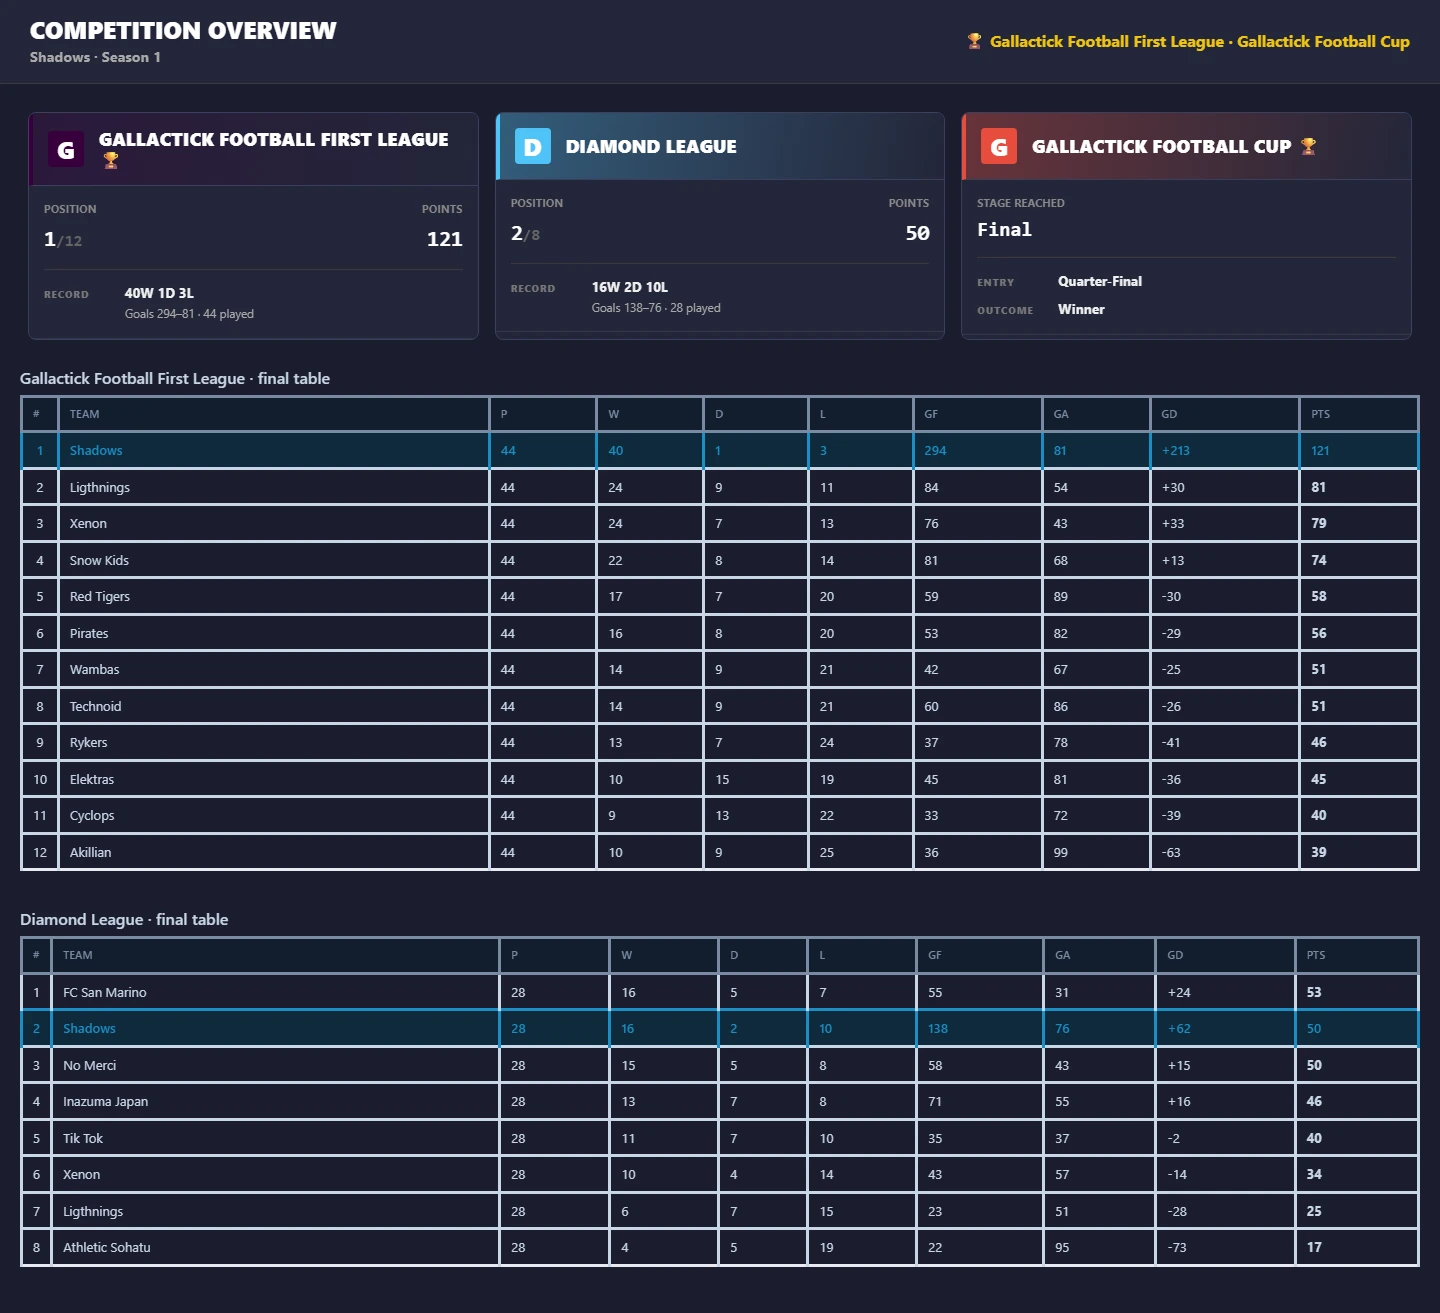 COMPETITION OVERVIEW
Shadows · Season 1
🏆 Gallactick Football First League · Gallactick Football Cup
G GALLACTICK FOOTBALL FIRST LEAGUE 🏆
POSITION POINTS
1/12 121
RECORD 40W 1D 3L
Goals 294–81 · 44 played
D DIAMOND LEAGUE
POSITION POINTS
2/8 50
RECORD 16W 2D 10L
Goals 138–76 · 28 played
G GALLACTICK FOOTBALL CUP 🏆
STAGE REACHED
Final
ENTRY Quarter-Final
OUTCOME Winner
Gallactick Football First League · final table
# TEAM P W D L GF GA GD PTS
1 Shadows 44 40 1 3 294 81 +213 121
2 Ligthnings 44 24 9 11 84 54 +30 81
3 Xenon 44 24 7 13 76 43 +33 79
4 Snow Kids 44 22 8 14 81 68 +13 74
5 Red Tigers 44 17 7 20 59 89 -30 58
6 Pirates 44 16 8 20 53 82 -29 56
7 Wambas 44 14 9 21 42 67 -25 51
8 Technoid 44 14 9 21 60 86 -26 51
9 Rykers 44 13 7 24 37 78 -41 46
10 Elektras 44 10 15 19 45 81 -36 45
11 Cyclops 44 9 13 22 33 72 -39 40
12 Akillian 44 10 9 25 36 99 -63 39
Diamond League · final table
# TEAM P W D L GF GA GD PTS
1 FC San Marino 28 16 5 7 55 31 +24 53
2 Shadows 28 16 2 10 138 76 +62 50
3 No Merci 28 15 5 8 58 43 +15 50
4 Inazuma Japan 28 13 7 8 71 55 +16 46
5 Tik Tok 28 11 7 10 35 37 -2 40
6 Xenon 28 10 4 14 43 57 -14 34
7 Ligthnings 28 6 7 15 23 51 -28 25
8 Athletic Sohatu 28 4 5 19 22 95 -73 17